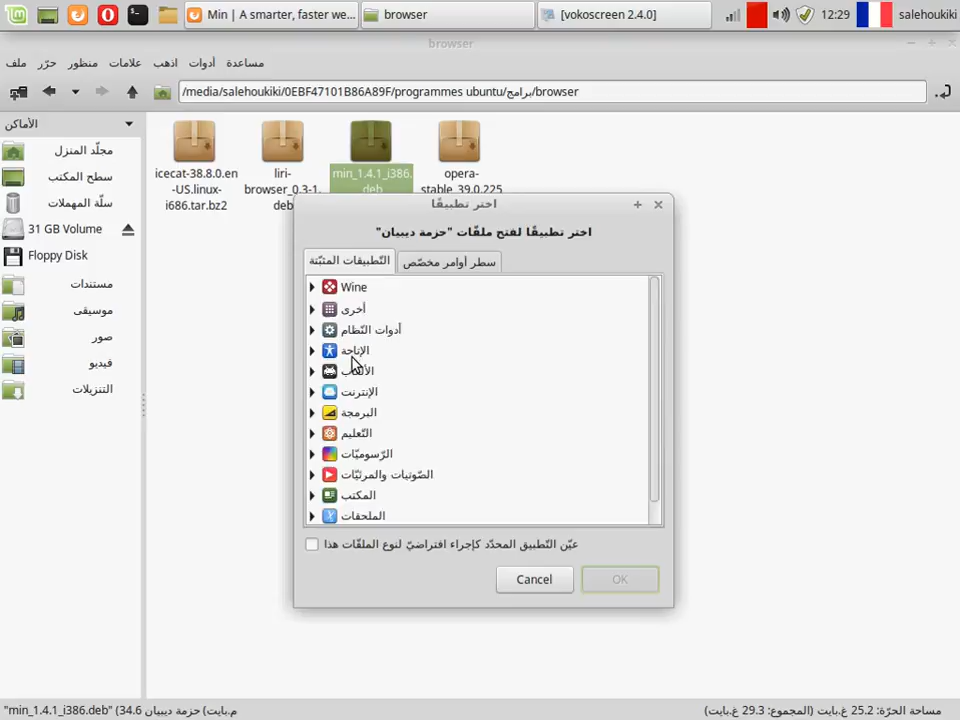 Min | A smarter, faster we...
browser
[vokoscreen 2.4.0]
12:29
salehoukiki
browser
ملف
حرّر
منظور
علامات
اذهب
أدوات
مساعدة
/media/salehoukiki/0EBF47101B86A89F/programmes ubuntu/برامج/browser
الأماكن
مجلّد المنزل
سطح المكتب
سلّة المهملات
31 GB Volume
Floppy Disk
مستندات
موسيقى
صور
فيديو
التنزيلات
icecat-38.8.0.en
-US.linux-
i686.tar.bz2
liri-
browser_0.3-1.
deb
min_1.4.1_i386.
deb
opera-
stable_39.0.225
اختر تطبيقًا
اختر تطبيقًا لفتح ملفّات "حزمة ديبيان"
التّطبيقات المثبّتة
سطر أوامر مخصّص
Wine
أخرى
أدوات النّظام
الإتاحة
الألعاب
الإنترنت
البرمجة
التّعليم
الرّسوميّات
الصّوتيات والمرئيّات
المكتب
الملحقات
عيّن التّطبيق المحدّد كإجراء افتراضيّ لنوع الملفّات هذا
Cancel
OK
"min_1.4.1_i386.deb" (34.6 م.بايت) حزمة ديبيان
مساحة الحرّة: 25.2 غ.بايت (المجموع: 29.3 غ.بايت)